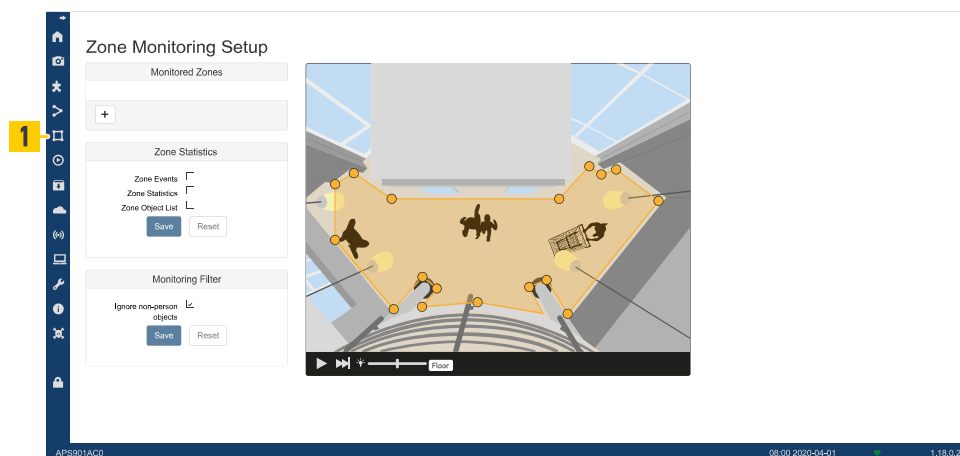 Zone Monitoring Setup
Monitored Zones
+
1
Zone Statistics
Zone Events
Zone Statistics
Zone Object List
Save Reset
Monitoring Filter
Ignore non-person
objects
Save Reset
Floor
APS901AC0 08:00 2020-04-01 1.18.0.2